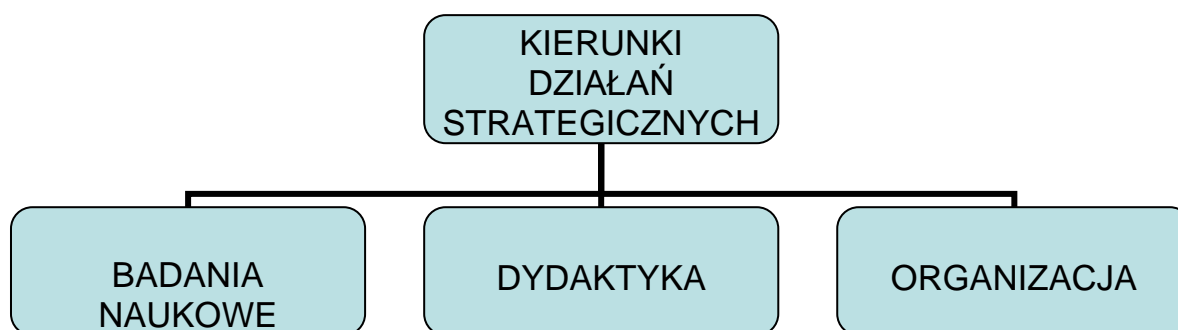 KIERUNKI
DZIAŁAŃ
STRATEGICZNYCH
BADANIA
NAUKOWE
DYDAKTYKA
ORGANIZACJA